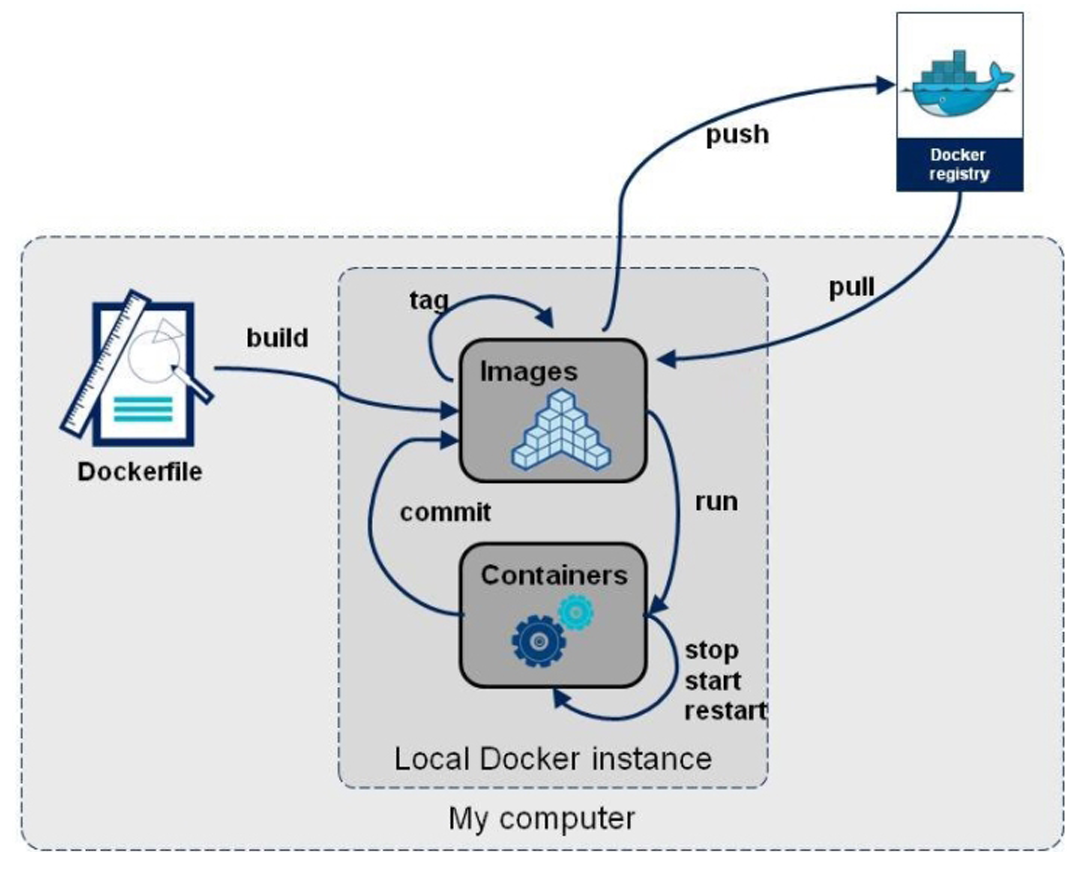 Docker
registry
push
pull
tag
build
Images
Dockerfile
commit
run
Containers
stop
start
restart
Local Docker instance
My computer